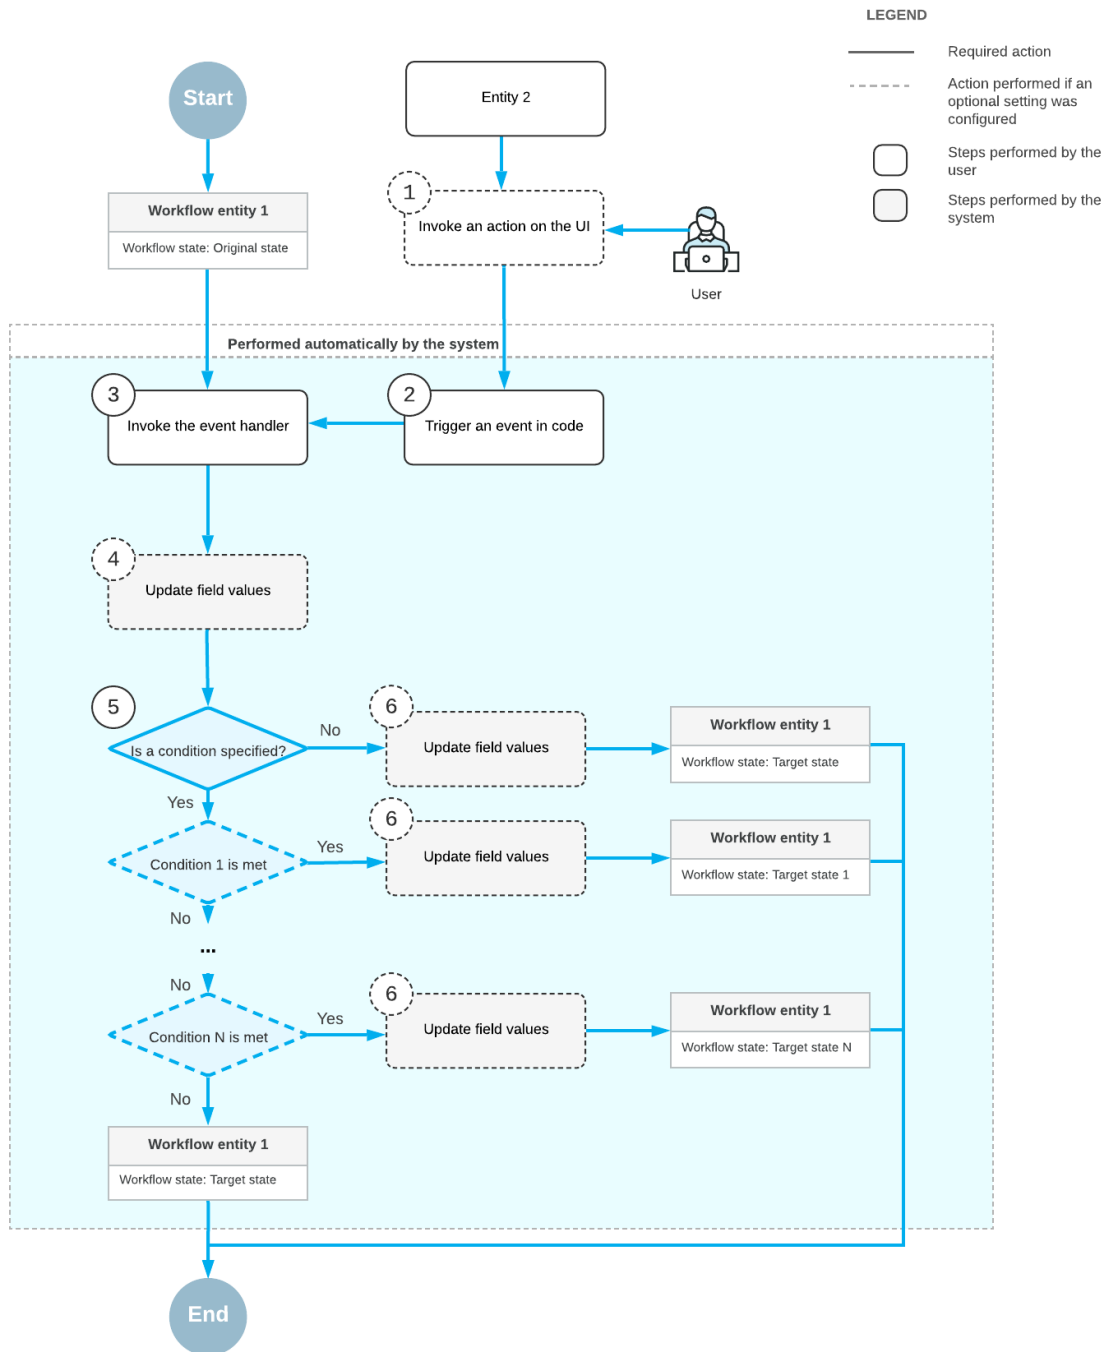 LEGEND
Required action
Action performed if an
optional setting was
configured
Steps performed by the
user
Steps performed by the
system
Start
Entity 2
1
Workflow entity 1
Workflow state: Original state
Invoke an action on the UI
User
Performed automatically by the system
3
Invoke the event handler
2
Trigger an event in code
4
Update field values
5
Is a condition specified?
No
6
Update field values
Workflow entity 1
Workflow state: Target state
Yes
Condition 1 is met
Yes
6
Update field values
Workflow entity 1
Workflow state: Target state 1
No
...
No
Condition N is met
Yes
6
Update field values
Workflow entity 1
Workflow state: Target state N
No
Workflow entity 1
Workflow state: Target state
End